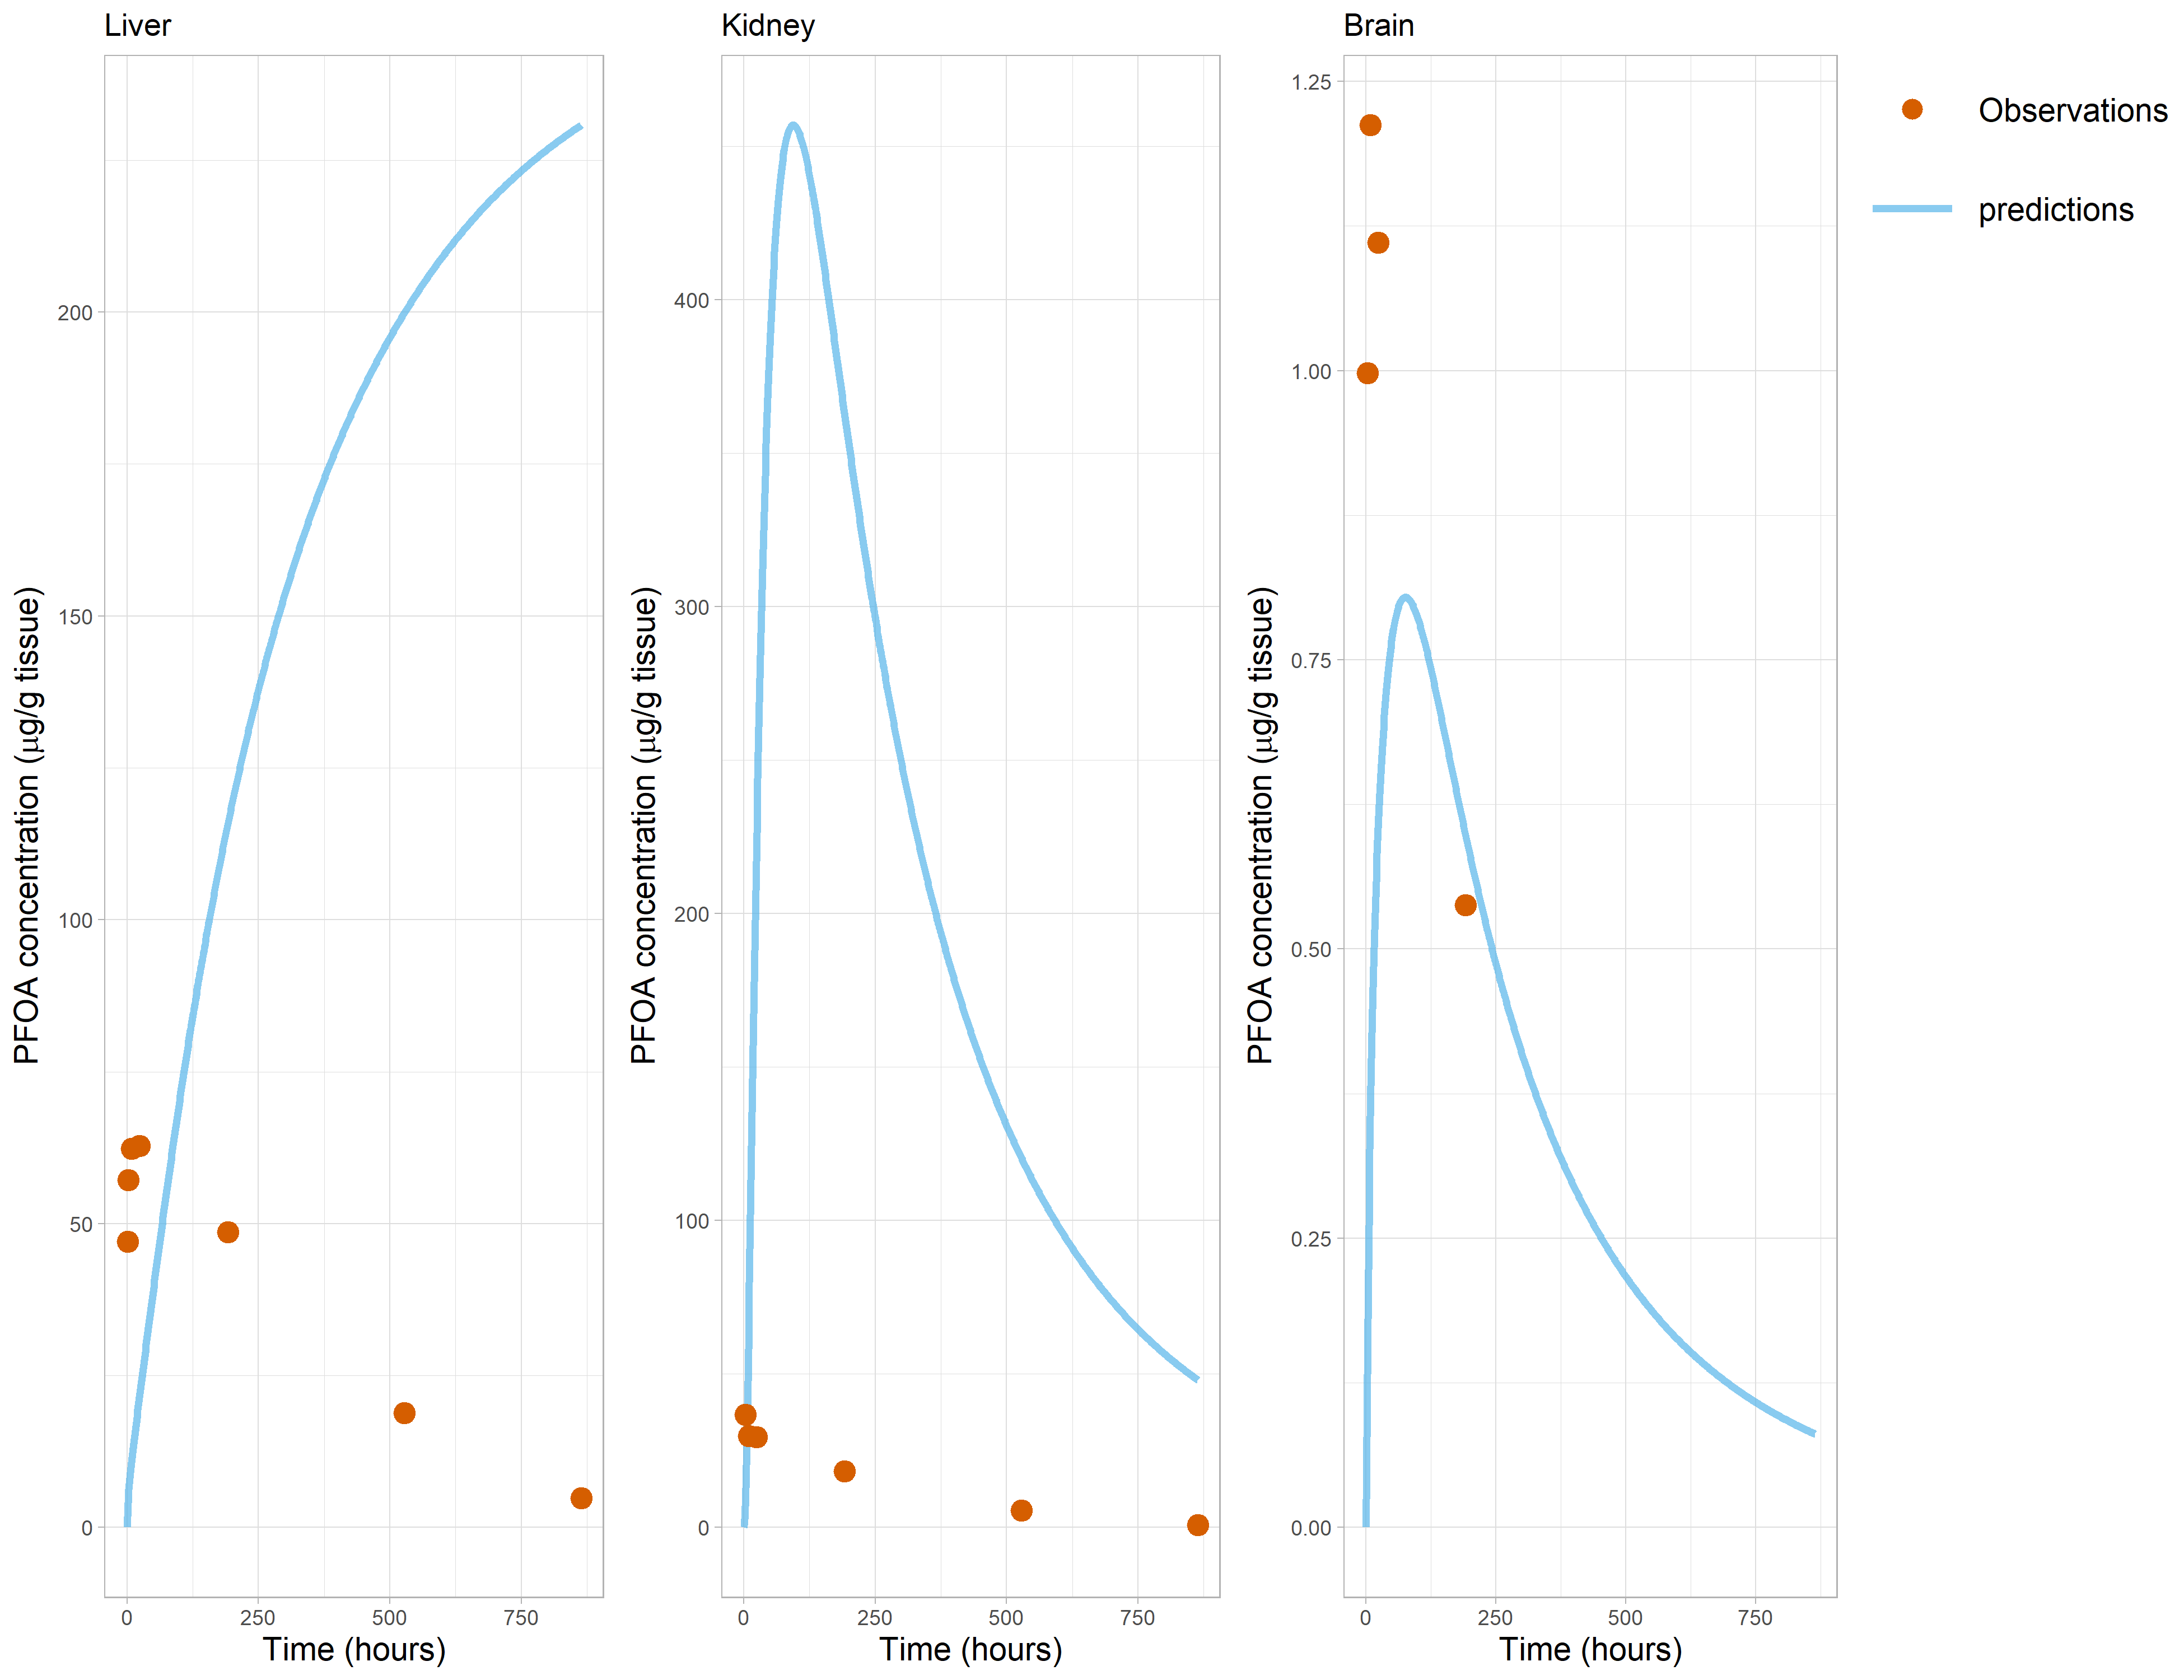 Liver
Kidney
Brain
PFOA concentration (μg/g tissue)
200
150
100
50
0
0 250 500 750
Time (hours)
PFOA concentration (μg/g tissue)
400
300
200
100
0
0 250 500 750
Time (hours)
PFOA concentration (μg/g tissue)
1.25
1.00
0.75
0.50
0.25
0.00
0 250 500 750
Time (hours)
Observations
predictions